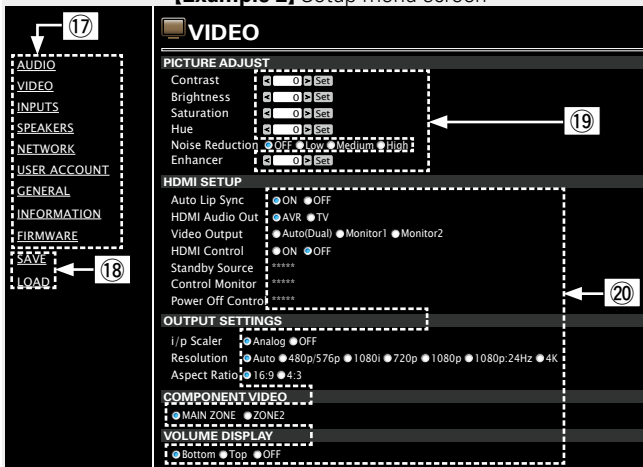 [Example 2] Setup menu screen
⑰
AUDIO
VIDEO
INPUTS
SPEAKERS
NETWORK
USER ACCOUNT
GENERAL
INFORMATION
FIRMWARE
SAVE
LOAD
⑱
VIDEO
PICTURE ADJUST
Contrast < 0 > Set
Brightness < 0 > Set
Saturation < 0 > Set
Hue < 0 > Set
Noise Reduction OFF Low Medium High
Enhancer < 0 > Set
⑲
HDMI SETUP
Auto Lip Sync ON OFF
HDMI Audio Out AVR TV
Video Output Auto(Dual) Monitor1 Monitor2
HDMI Control ON OFF
Standby Source *****
Control Monitor *****
Power Off Control *****
⑳
OUTPUT SETTINGS
i/p Scaler Analog OFF
Resolution Auto 480p/576p 1080i 720p 1080p 1080p:24Hz 4K
Aspect Ratio 16:9 4:3
COMPONENT VIDEO
MAIN ZONE ZONE2
VOLUME DISPLAY
Bottom Top OFF